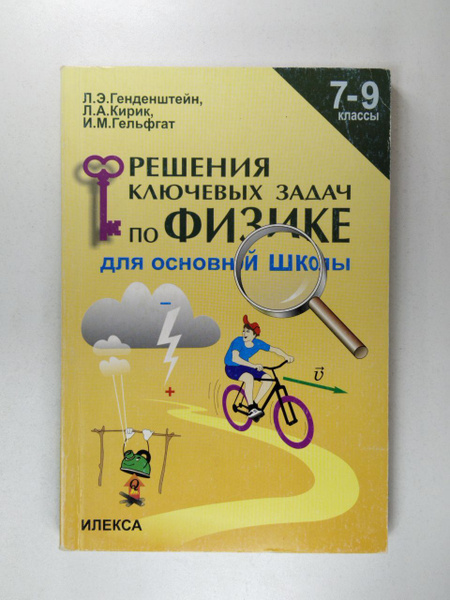 Л.Э.Генденштейн,
Л.А.Кирик,
И.М.Гельфгат
7-9
классы
РЕШЕНИЯ
КЛЮЧЕВЫХ ЗАДАЧ
ПО ФИЗИКЕ
ДЛЯ ОСНОВНОЙ ШКОЛЫ
−
+
v
Q
ИЛЕКСА